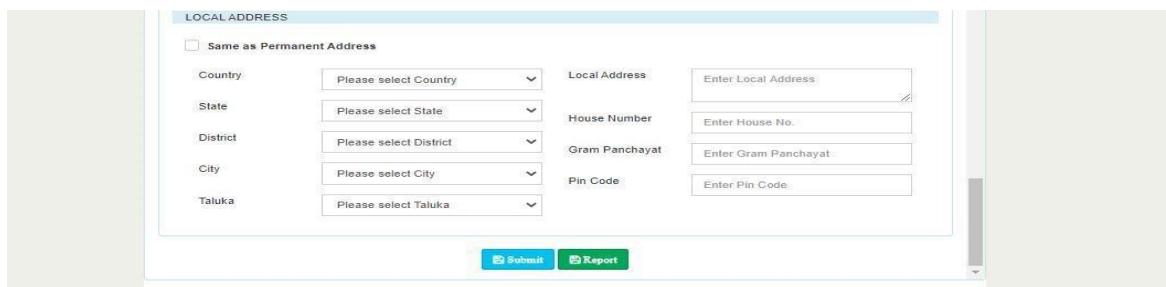 LOCAL ADDRESS
Same as Permanent Address
Country
Please select Country
State
Please select State
District
Please select District
City
Please select City
Taluka
Please select Taluka
Local Address
Enter Local Address
House Number
Enter House No.
Gram Panchayat
Enter Gram Panchayat
Pin Code
Enter Pin Code
Submit
Report